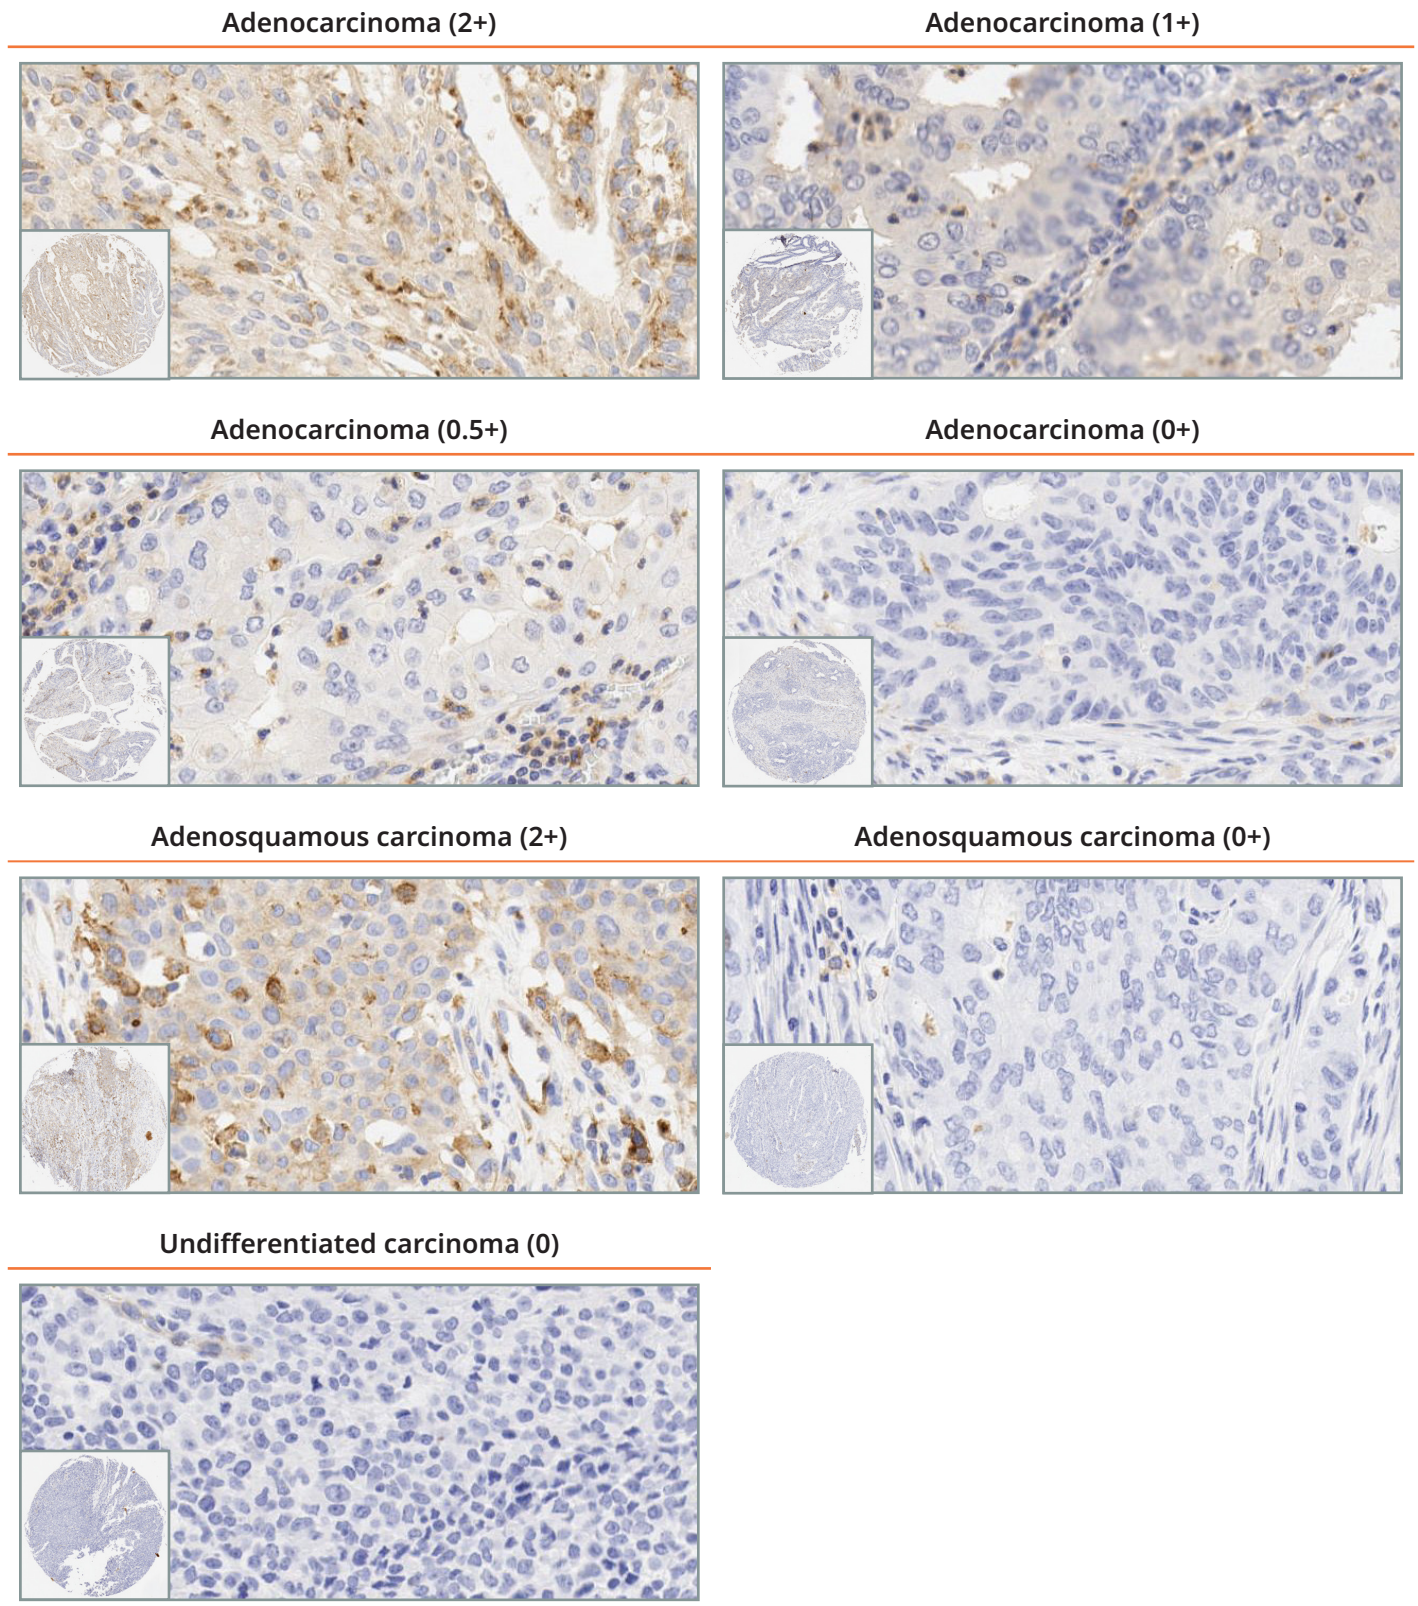 Adenocarcinoma (2+)
Adenocarcinoma (1+)
Adenocarcinoma (0.5+)
Adenocarcinoma (0+)
Adenosquamous carcinoma (2+)
Adenosquamous carcinoma (0+)
Undifferentiated carcinoma (0)